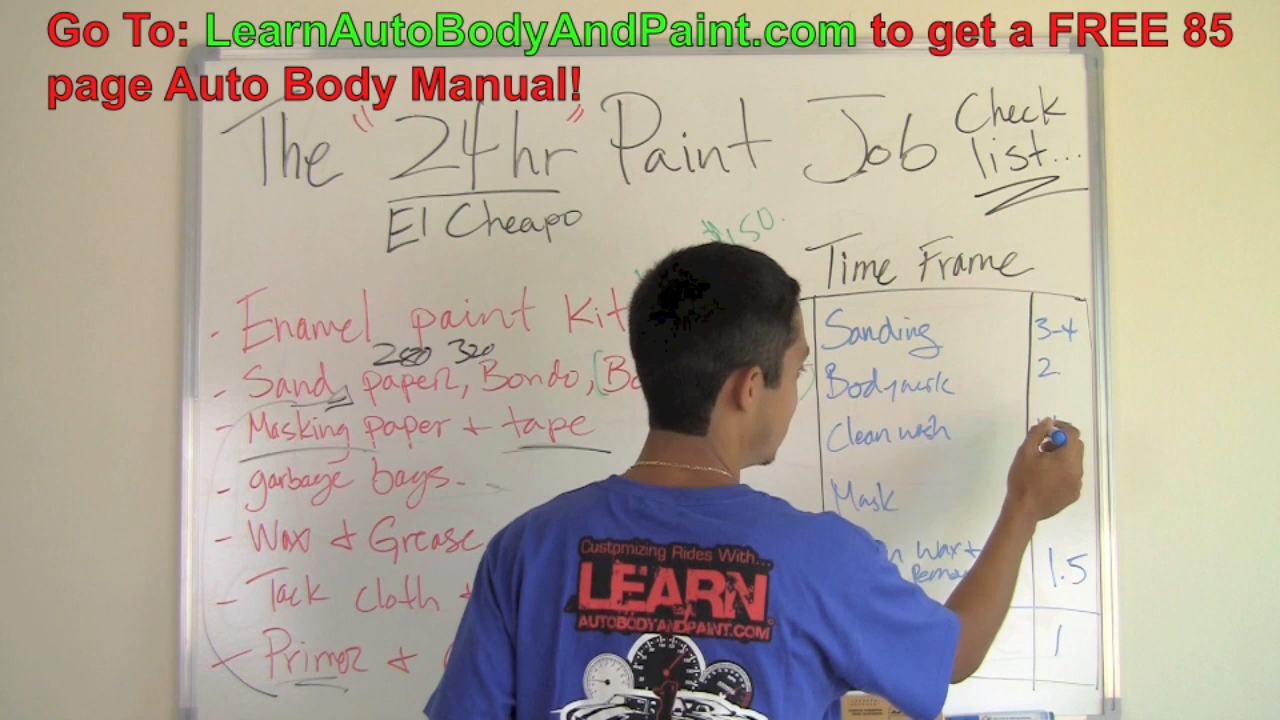 Go To: LearnAutoBodyAndPaint.com to get a FREE 85
page Auto Body Manual!
The "24hr" Paint Job Check
list...
El Cheapo
$150.
- Enamel paint Kit
280 320
- Sand paper, Bondo,
- Masking paper + tape
- garbage bags.
- Wax & Grease
- Tack cloth
- Primer &
Time Frame
Sanding 3-4
Bodywork 2
Clean wash
Mask
Wax +
1.5
1
Customizing Rides With...
LEARN
AUTOBODYANDPAINT.COM